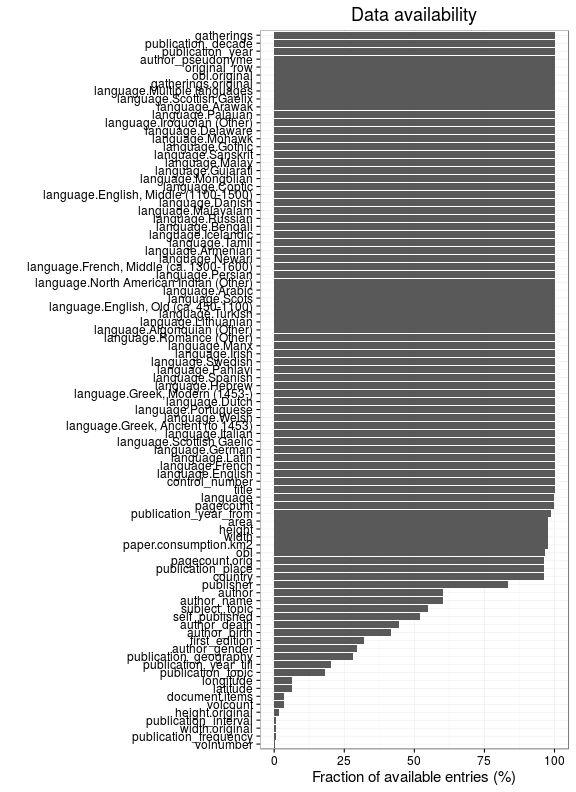 Data availability
gatherings
publication_decade
publication_year
author_pseudonyme
original_row
obl.original
gatherings.original
language.Multiple languages
language.Scottish Gaelix
language.Arawak
language.Palauan
language.Iroquoian (Other)
language.Delaware
language.Mohawk
language.Gothic
language.Sanskrit
language.Malay
language.Gujarati
language.Mongolian
language.Coptic
language.English, Middle (1100-1500)
language.Danish
language.Malayalam
language.Russian
language.Bengali
language.Icelandic
language.Tamil
language.Armenian
language.Newari
language.French, Middle (ca. 1300-1600)
language.Persian
language.North American Indian (Other)
language.Arabic
language.Scots
language.English, Old (ca. 450-1100)
language.Turkish
language.Lithuanian
language.Algonquian (Other)
language.Romance (Other)
language.Manx
language.Irish
language.Swedish
language.Pahlavi
language.Spanish
language.Hebrew
language.Greek, Modern (1453-)
language.Dutch
language.Portuguese
language.Welsh
language.Greek, Ancient (to 1453)
language.Italian
language.Scottish Gaelic
language.German
language.Latin
language.French
language.English
control_number
title
language
pagecount
publication_year_from
area
height
width
paper.consumption.km2
obl
pagecount.orig
publication_place
country
publisher
author
author_name
subject_topic
self_published
author_death
author_birth
first_edition
author_gender
publication_geography
publication_year_till
publication_topic
longitude
latitude
document.items
volcount
height.original
publication_interval
width.original
publication_frequency
volnumber
0 25 50 75 100
Fraction of available entries (%)